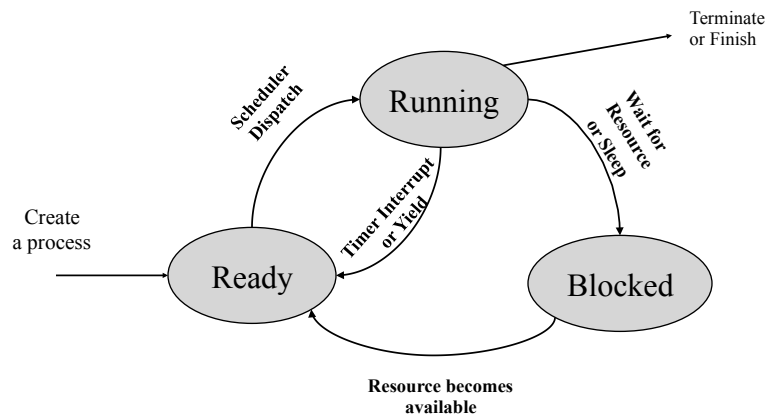 Terminate
or Finish
Running
Scheduler
Dispatch
Wait for
Resource
or Sleep
Timer Interrupt
or Yield
Create
a process
Ready
Blocked
Resource becomes
available